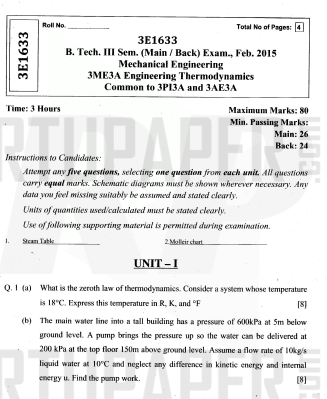 Roll No.
Total No of Pages: 4
3E1633
3E1633
B. Tech. III Sem. (Main / Back) Exam., Feb. 2015
Mechanical Engineering
3ME3A Engineering Thermodynamics
Common to 3PI3A and 3AE3A
Time: 3 Hours
Maximum Marks: 80
Min. Passing Marks:
Main: 26
Back: 24
Instructions to Candidates:
Attempt any five questions, selecting one question from each unit. All questions
carry equal marks. Schematic diagrams must be shown wherever necessary. Any
data you feel missing suitably be assumed and stated clearly.
Units of quantities used/calculated must be stated clearly.
Use of following supporting material is permitted during examination.
1. Steam Table 2.Molleir chart
UNIT – I
Q. 1 (a) What is the zeroth law of thermodynamics. Consider a system whose temperature
is 18°C. Express this temperature in R, K, and °F [8]
(b) The main water line into a tall building has a pressure of 600kPa at 5m below
ground level. A pump brings the pressure up so the water can be delivered at
200 kPa at the top floor 150m above ground level. Assume a flow rate of 10kg/s
liquid water at 10°C and neglect any difference in kinetic energy and internal
energy u. Find the pump work. [8]